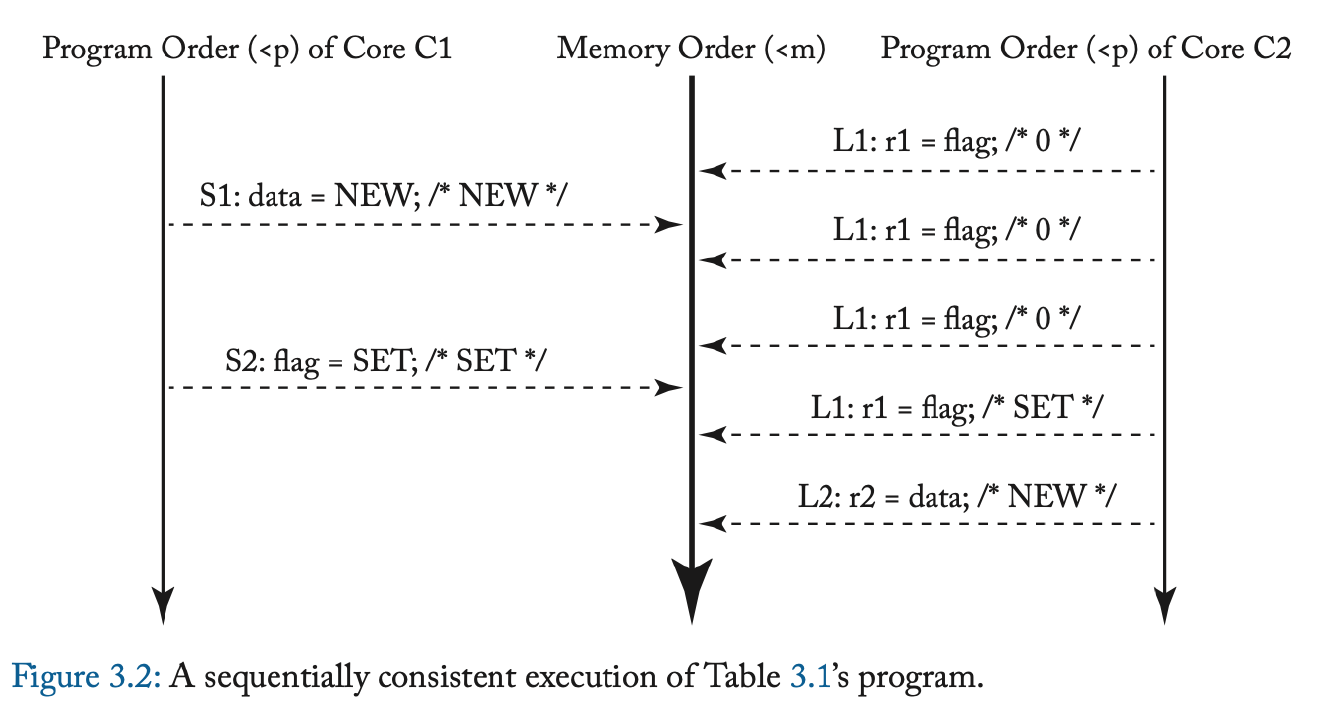 Program Order (<p) of Core C1
Memory Order (<m)
Program Order (<p) of Core C2
L1: r1 = flag; /* 0 */
S1: data = NEW; /* NEW */
L1: r1 = flag; /* 0 */
L1: r1 = flag; /* 0 */
S2: flag = SET; /* SET */
L1: r1 = flag; /* SET */
L2: r2 = data; /* NEW */
Figure 3.2: A sequentially consistent execution of Table 3.1’s program.